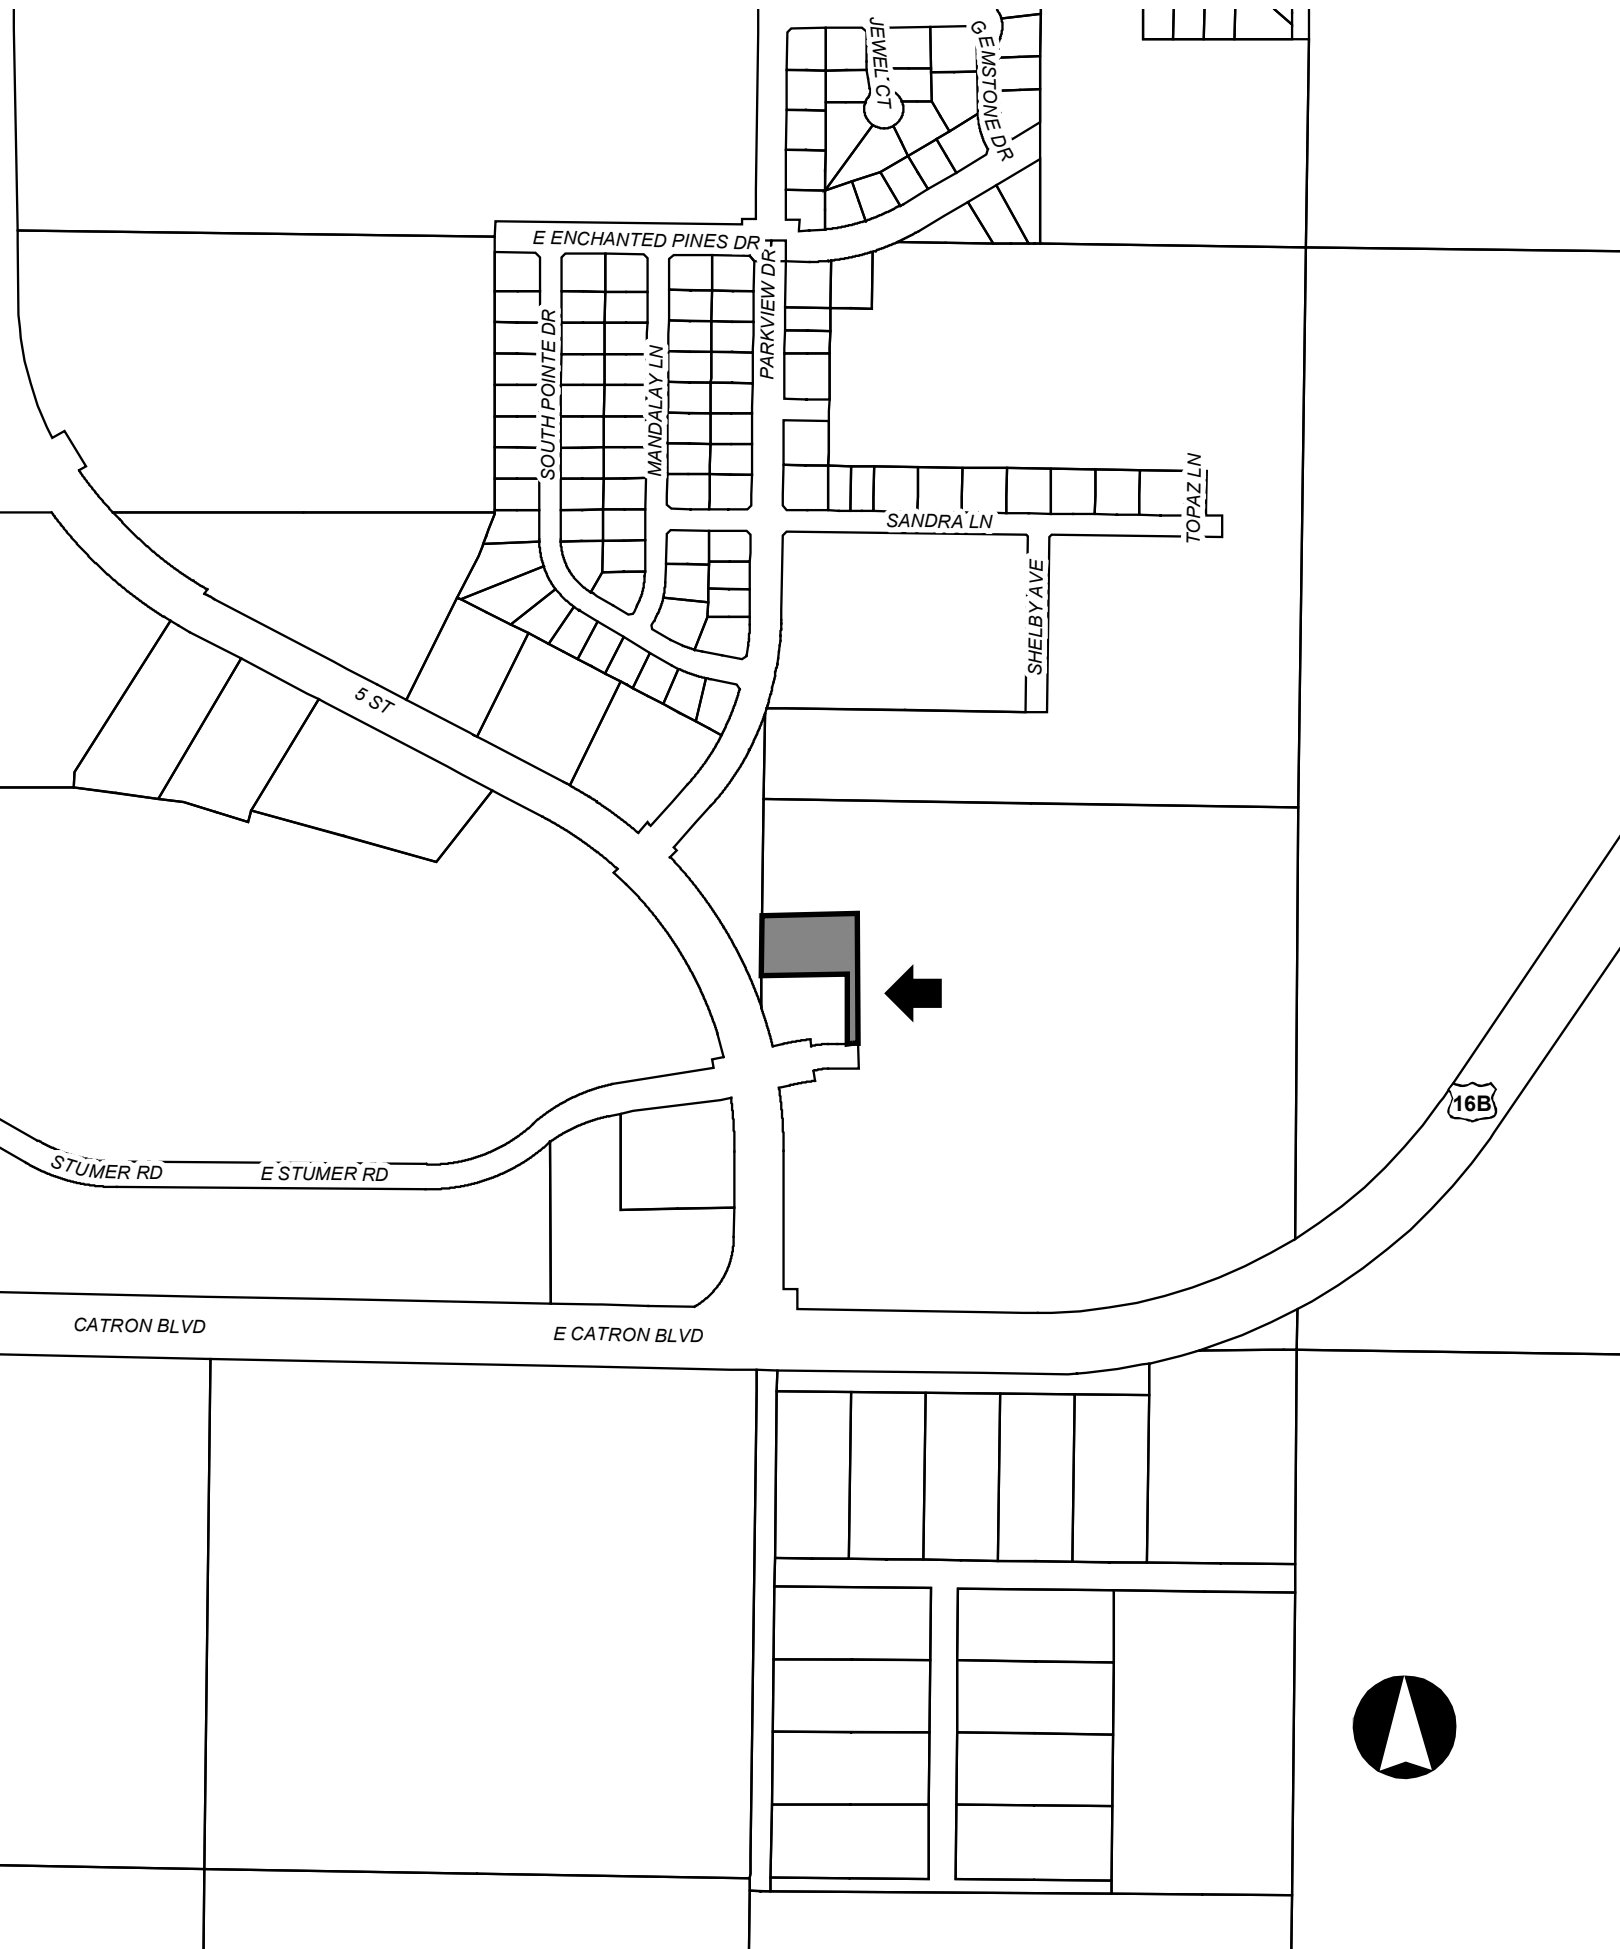 JEWEL CT
GEMSTONE DR
E ENCHANTED PINES DR
PARKVIEW DR
SOUTH POINTE DR
MANDALAY LN
TOPAZ LN
SANDRA LN
SHELBY AVE
5 ST
16B
STUMER RD
E STUMER RD
CATRON BLVD
E CATRON BLVD